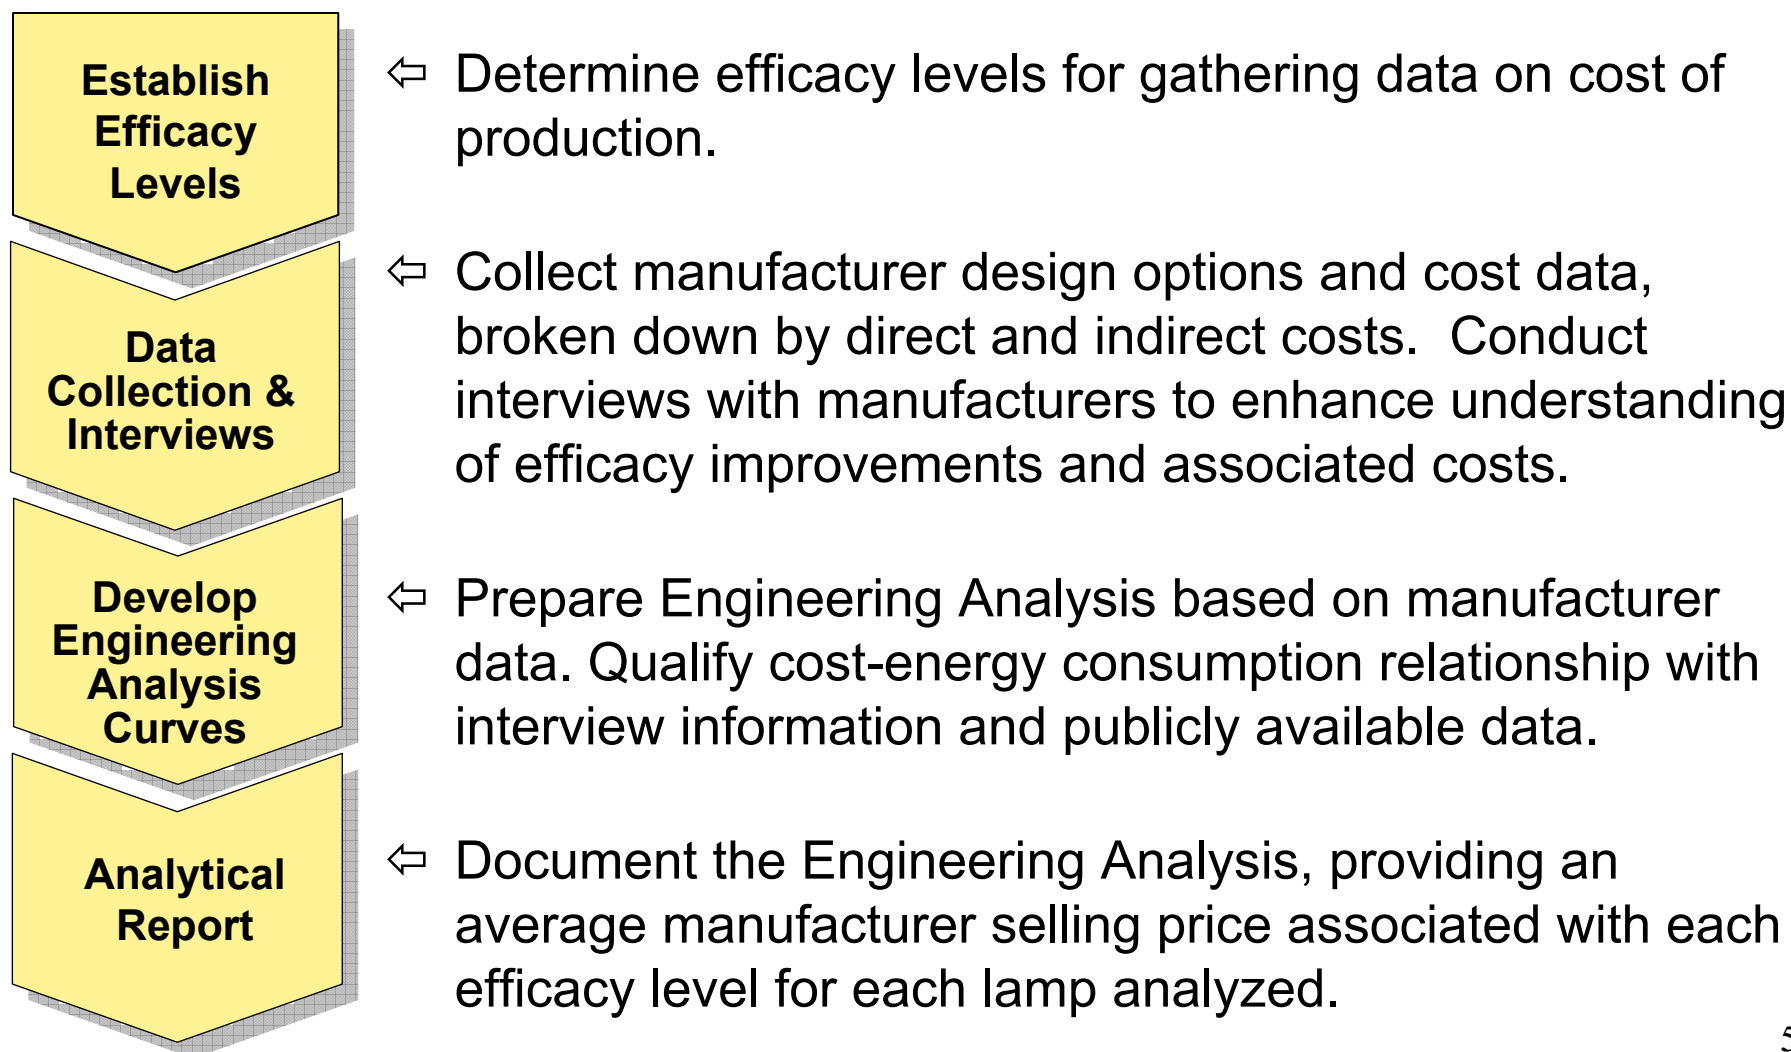 Establish
Efficacy
Levels
⇦ Determine efficacy levels for gathering data on cost of
production.
Data
Collection &
Interviews
⇦ Collect manufacturer design options and cost data,
broken down by direct and indirect costs.  Conduct
interviews with manufacturers to enhance understanding
of efficacy improvements and associated costs.
Develop
Engineering
Analysis
Curves
⇦ Prepare Engineering Analysis based on manufacturer
data. Qualify cost-energy consumption relationship with
interview information and publicly available data.
Analytical
Report
⇦ Document the Engineering Analysis, providing an
average manufacturer selling price associated with each
efficacy level for each lamp analyzed.